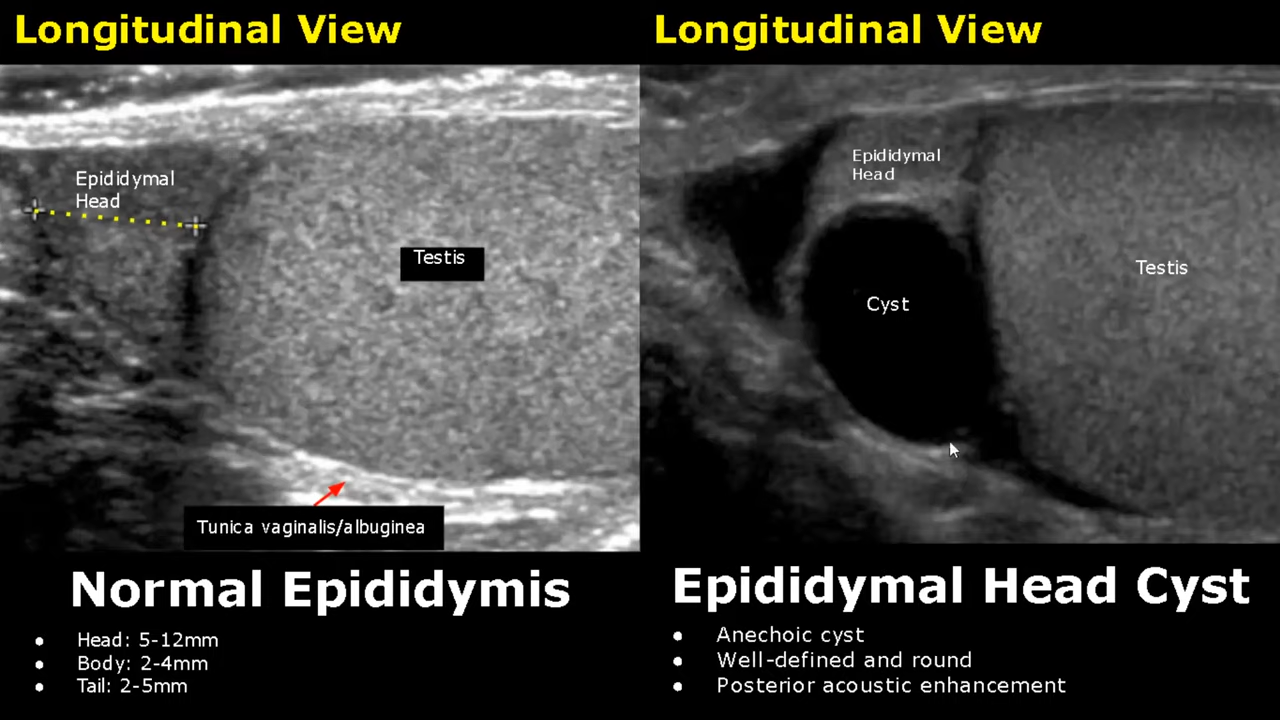 Longitudinal View
Epididymal
Head
Testis
Tunica vaginalis/albuginea
Normal Epididymis
• Head: 5-12mm
• Body: 2-4mm
• Tail: 2-5mm
Longitudinal View
Epididymal
Head
Cyst
Testis
Epididymal Head Cyst
• Anechoic cyst
• Well-defined and round
• Posterior acoustic enhancement